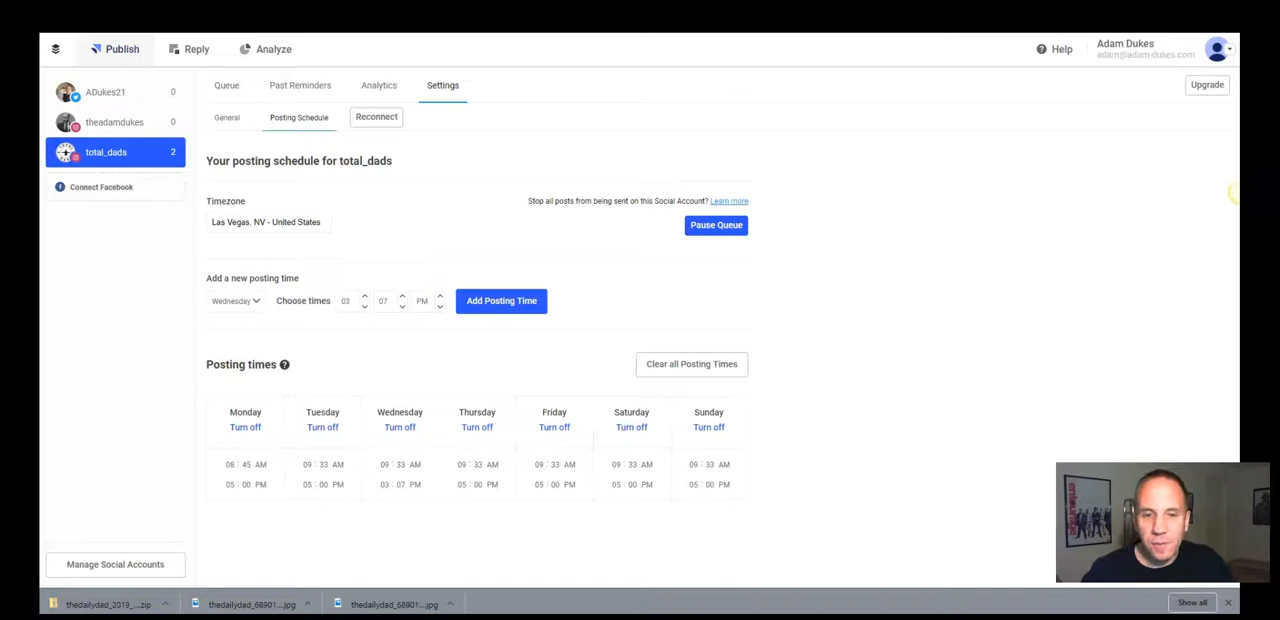 Publish Reply Analyze Help Adam Dukes
adam@adam-dukes.com
ADukes21 0
theadamdukes 0
total_dads 2
Connect Facebook
Manage Social Accounts
Queue Past Reminders Analytics Settings Upgrade
General Posting Schedule Reconnect
Your posting schedule for total_dads
Timezone
Las Vegas, NV - United States
Stop all posts from being sent on this Social Account? Learn more
Pause Queue
Add a new posting time
Wednesday Choose times 03 07 PM Add Posting Time
Posting times Clear all Posting Times
Monday Tuesday Wednesday Thursday Friday Saturday Sunday
Turn off Turn off Turn off Turn off Turn off Turn off Turn off
08 : 45 AM 09 : 33 AM 09 : 33 AM 09 : 33 AM 09 : 33 AM 09 : 33 AM 09 : 33 AM
05 : 00 PM 05 : 00 PM 03 : 07 PM 05 : 00 PM 05 : 00 PM 05 : 00 PM 05 : 00 PM
entourage
thedailydad_2019_....zip thedailydad_68901....jpg thedailydad_68901....jpg Show all